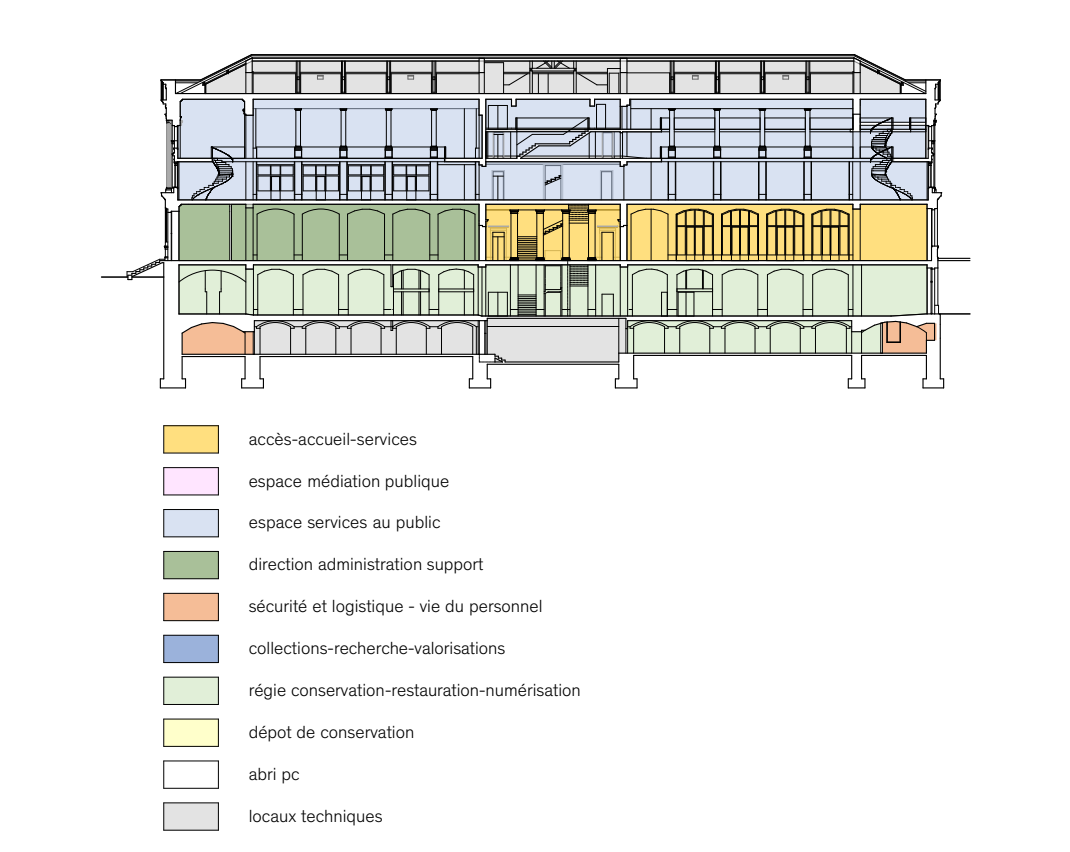 accès-accueil-services
espace médiation publique
espace services au public
direction administration support
sécurité et logistique - vie du personnel
collections-recherche-valorisations
régie conservation-restauration-numérisation
dépot de conservation
abri pc
locaux techniques